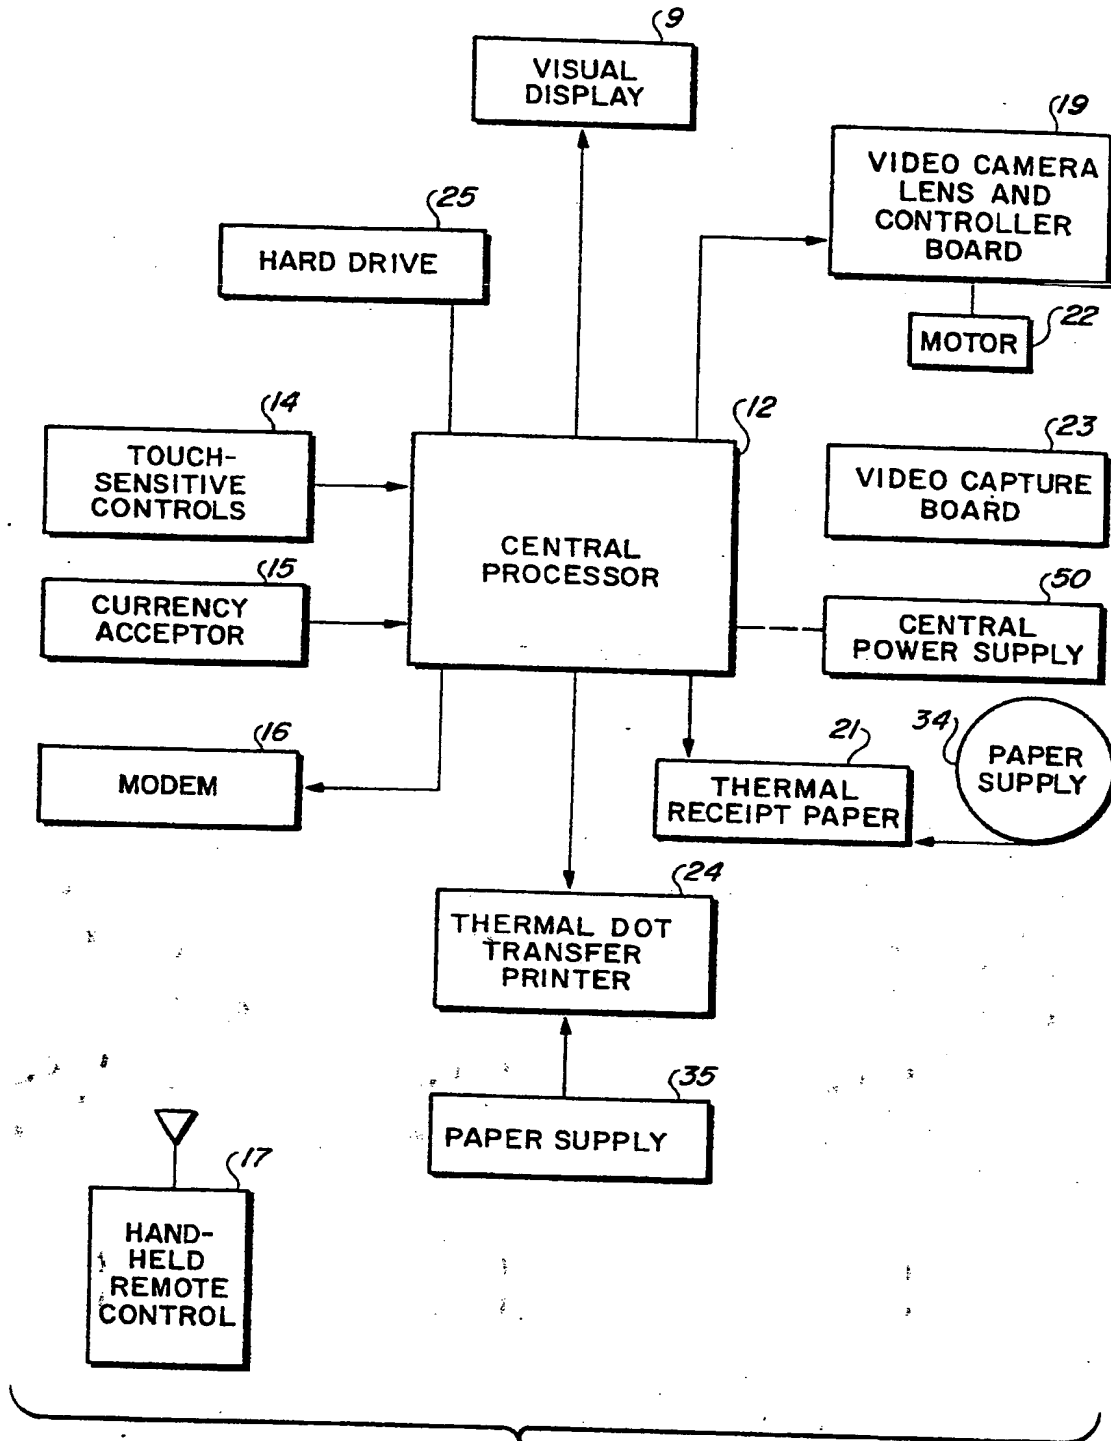 9
VISUAL
DISPLAY
19
VIDEO CAMERA
LENS AND
CONTROLLER
BOARD
25
HARD DRIVE
22
MOTOR
14
TOUCH-
SENSITIVE
CONTROLS
12
CENTRAL
PROCESSOR
23
VIDEO CAPTURE
BOARD
15
CURRENCY
ACCEPTOR
50
CENTRAL
POWER SUPPLY
16
MODEM
21
THERMAL
RECEIPT PAPER
34
PAPER
SUPPLY
24
THERMAL DOT
TRANSFER
PRINTER
35
PAPER SUPPLY
17
HAND-
HELD
REMOTE
CONTROL